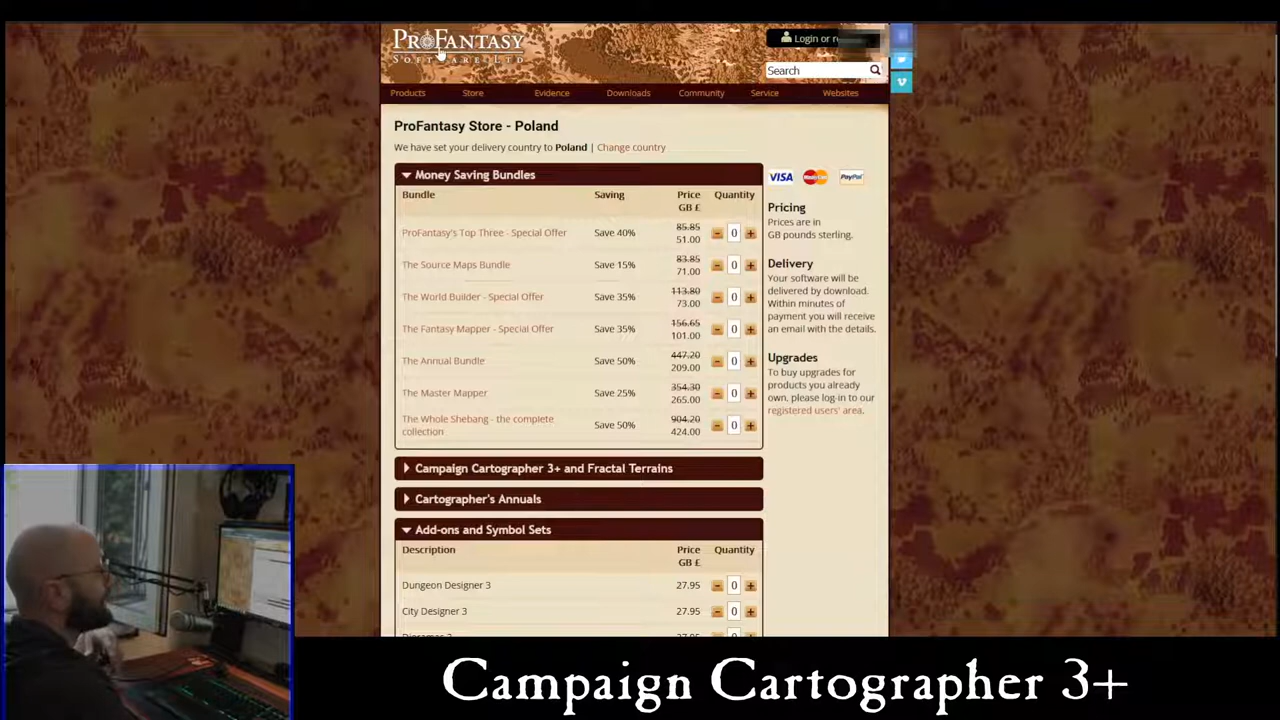 PROFANTASY
SOFTWARE LTD
Login or re
Search
Products Store Evidence Downloads Community Service Websites
ProFantasy Store - Poland
We have set your delivery country to Poland | Change country
Money Saving Bundles
Bundle Saving Price GB £ Quantity
ProFantasy's Top Three - Special Offer Save 40% 85.85 51.00 - 0 +
The Source Maps Bundle Save 15% 83.85 71.00 - 0 +
The World Builder - Special Offer Save 35% 113.80 73.00 - 0 +
The Fantasy Mapper - Special Offer Save 35% 156.65 101.00 - 0 +
The Annual Bundle Save 50% 447.20 209.00 - 0 +
The Master Mapper Save 25% 354.30 265.00 - 0 +
The Whole Shebang - the complete
collection Save 50% 904.20 424.00 - 0 +
Campaign Cartographer 3+ and Fractal Terrains
Cartographer's Annuals
Add-ons and Symbol Sets
Description Price GB £ Quantity
Dungeon Designer 3 27.95 - 0 +
City Designer 3 27.95 - 0 +
VISA MasterCard PayPal
Pricing
Prices are in
GB pounds sterling.
Delivery
Your software will be
delivered by download.
Within minutes of
payment you will receive
an email with the details.
Upgrades
To buy upgrades for
products you already
own, please log-in to our
registered users' area.
Campaign Cartographer 3+